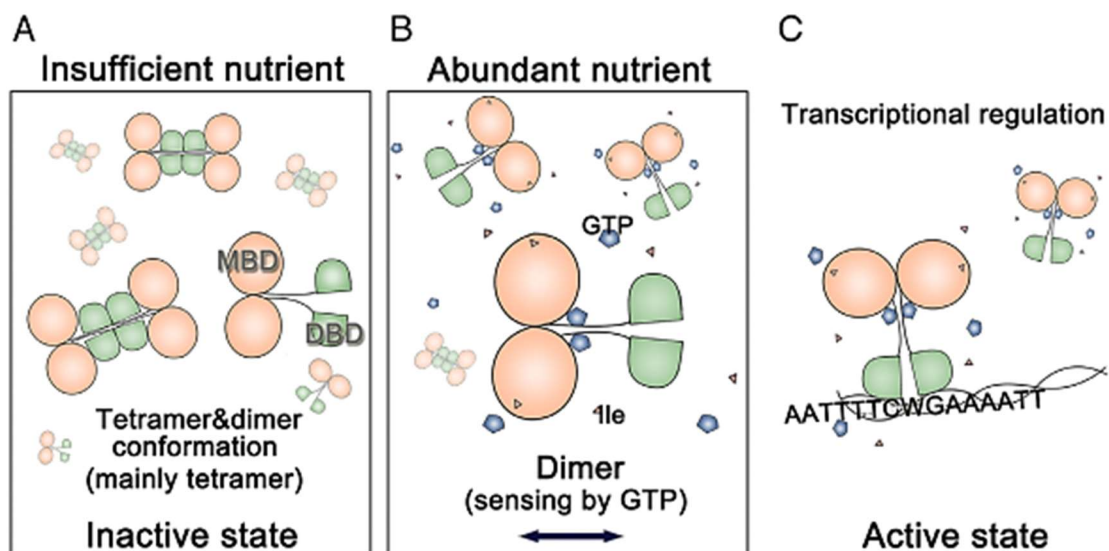 A
Insufficient nutrient
MBD
DBD
Tetramer&dimer
conformation
(mainly tetramer)
Inactive state
B
Abundant nutrient
GTP
Ile
Dimer
(sensing by GTP)
C
Transcriptional regulation
AATTTTCWGAAAATT
Active state